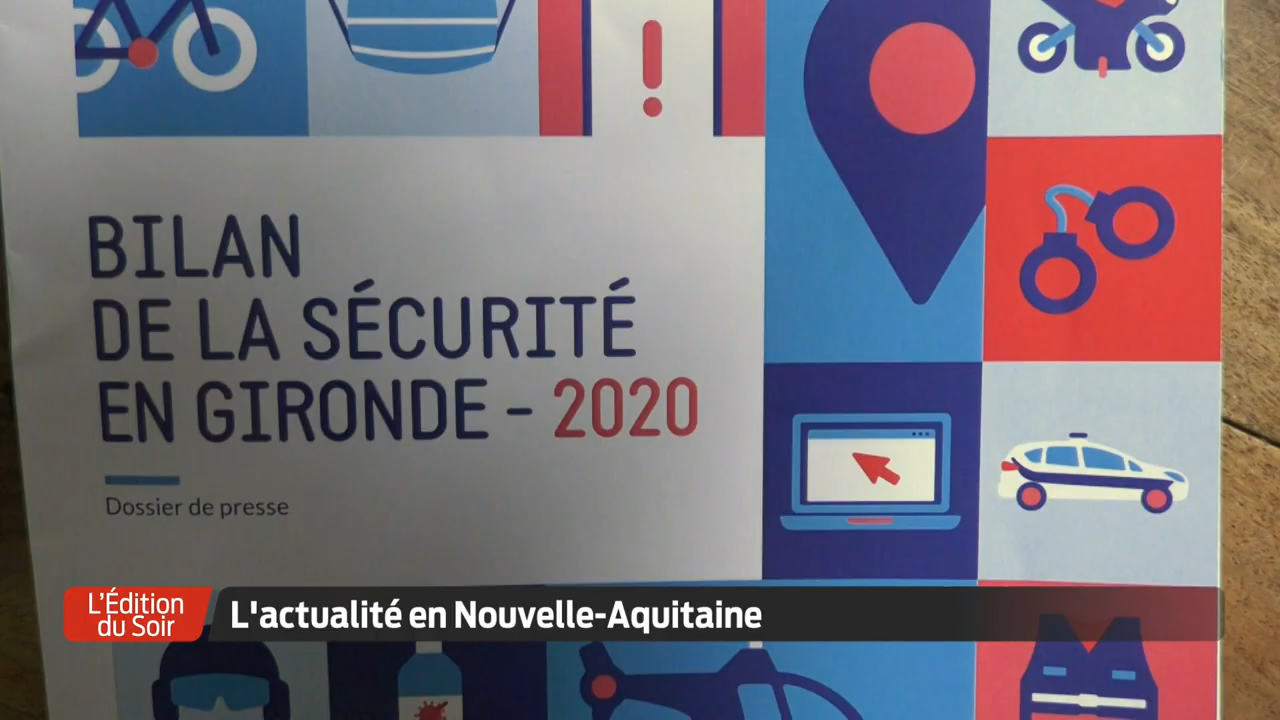 BILAN
DE LA SÉCURITÉ
EN GIRONDE - 2020
Dossier de presse
L'Édition
du Soir
L'actualité en Nouvelle-Aquitaine